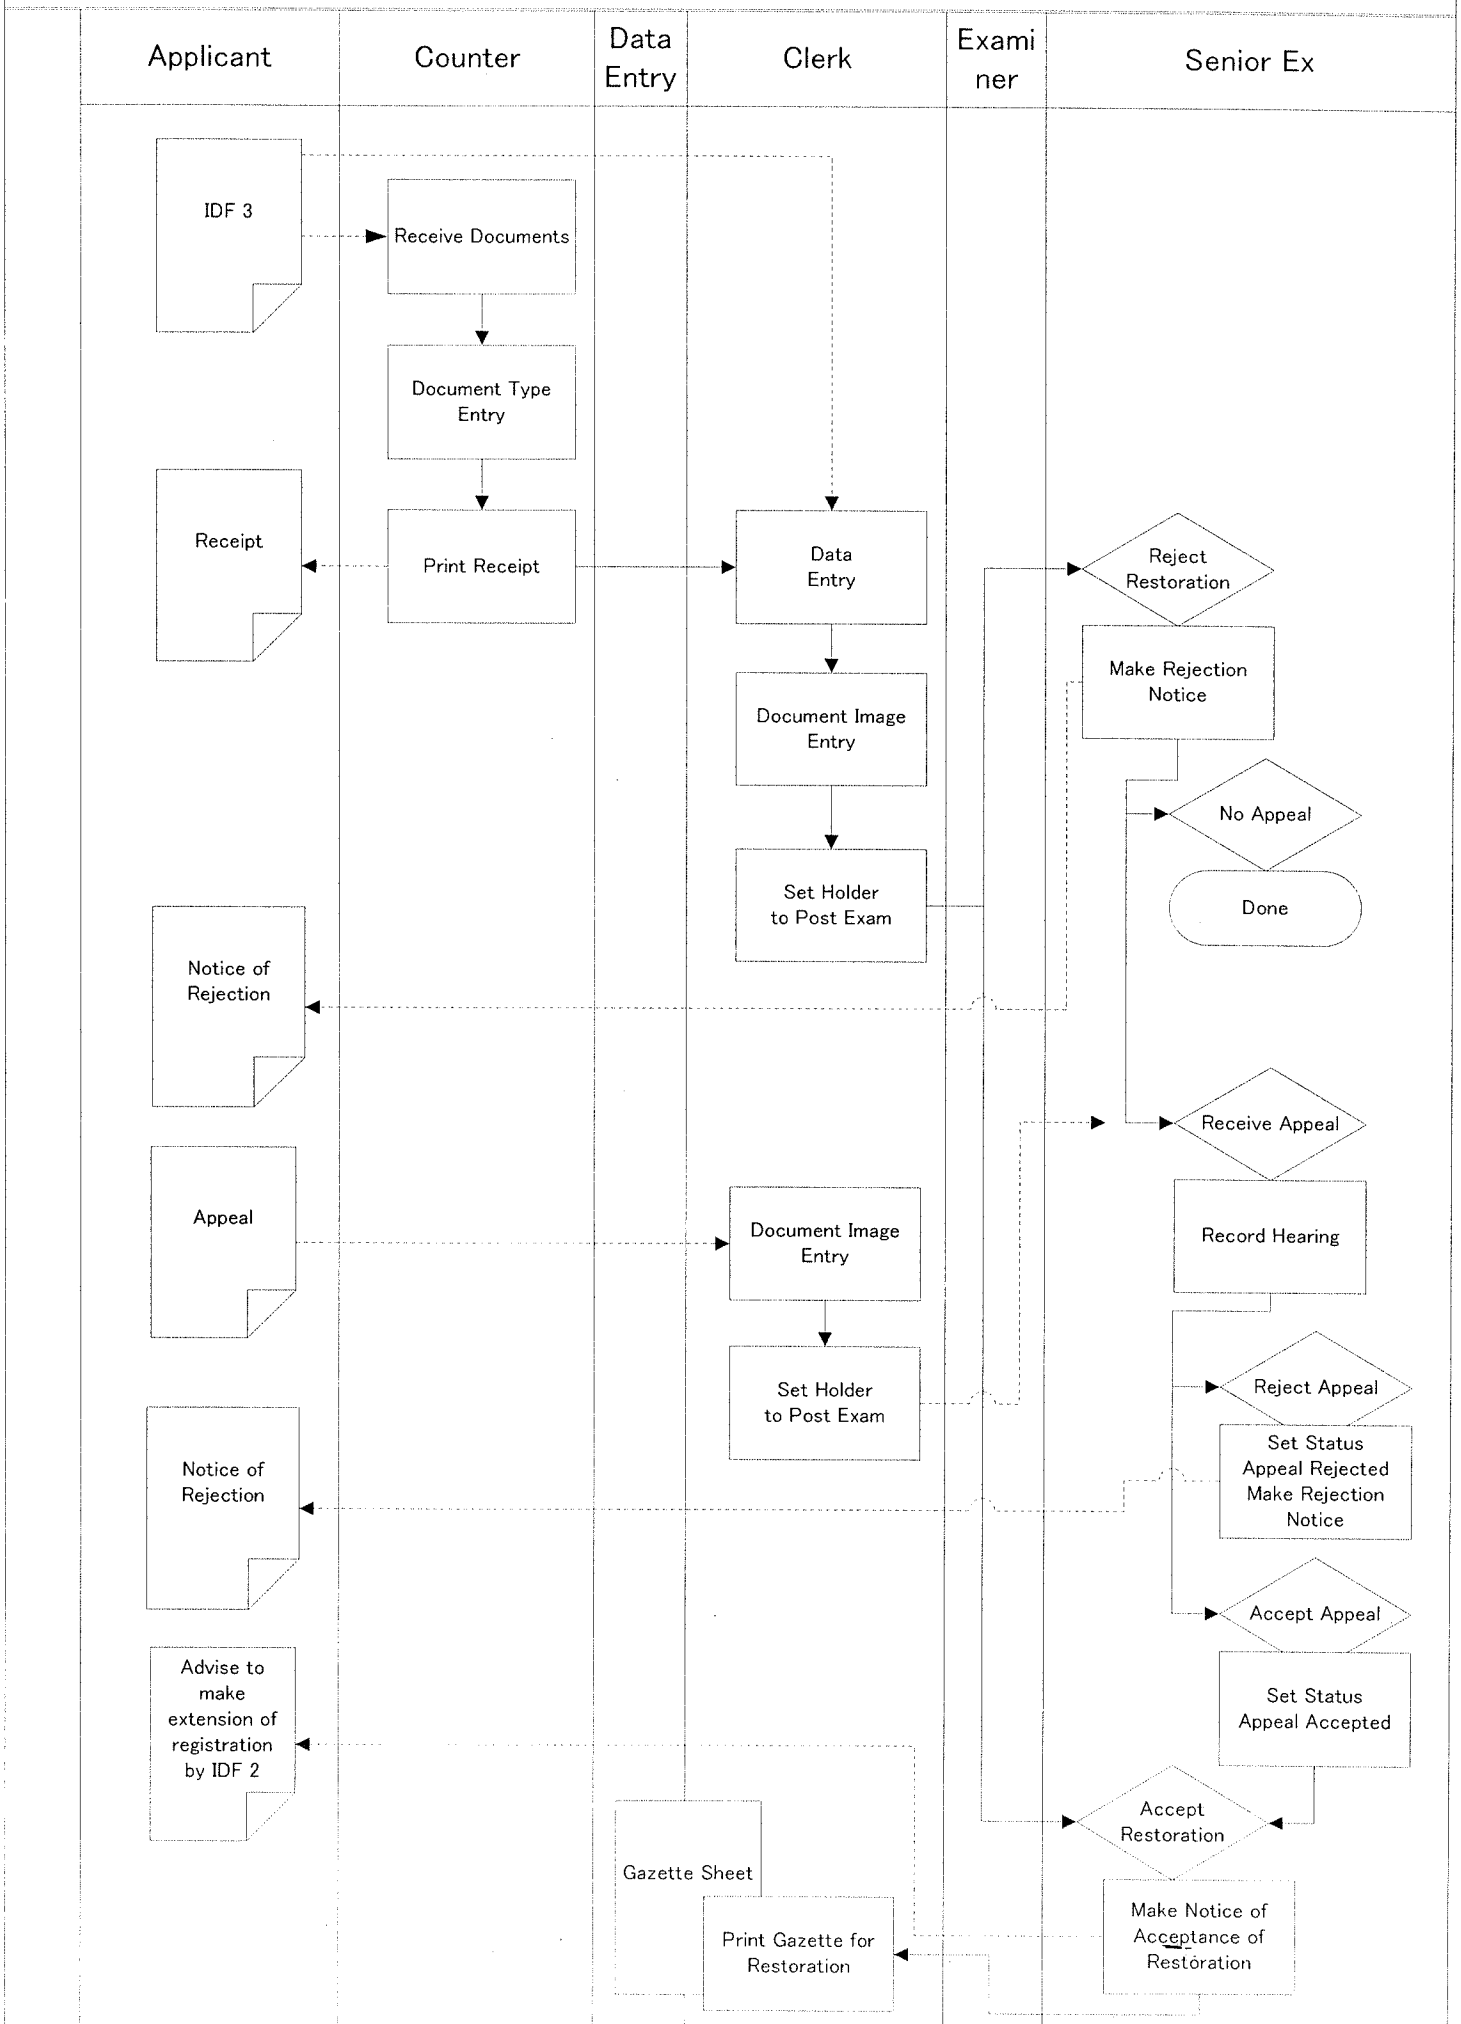 Applicant
Counter
Data
Entry
Clerk
Exami
ner
Senior Ex
IDF 3
Receive Documents
Document Type
Entry
Receipt
Print Receipt
Data
Entry
Reject
Restoration
Make Rejection
Notice
Document Image
Entry
No Appeal
Set Holder
to Post Exam
Done
Notice of
Rejection
Receive Appeal
Appeal
Document Image
Entry
Record Hearing
Set Holder
to Post Exam
Reject Appeal
Set Status
Appeal Rejected
Make Rejection
Notice
Notice of
Rejection
Accept Appeal
Advise to
make
extension of
registration
by IDF 2
Set Status
Appeal Accepted
Accept
Restoration
Gazette Sheet
Print Gazette for
Restoration
Make Notice of
Acceptance of
Restoration